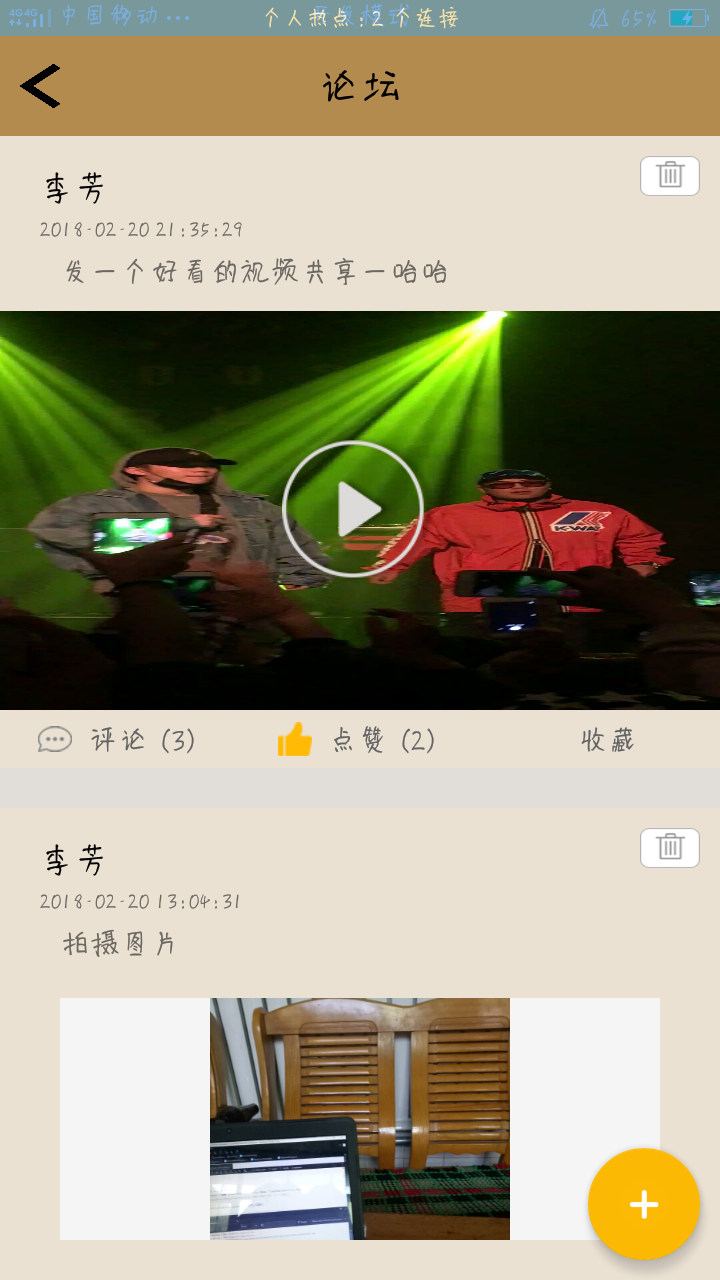 4G4G 中国移动 ••• 个人热点:2 个连接 65%
论坛
李芳
2018-02-20 21:35:29
发一个好看的视频共享一哈哈
K-WAY
评论 (3) 点赞 (2) 收藏
李芳
2018-02-20 13:04:31
拍摄图片
+